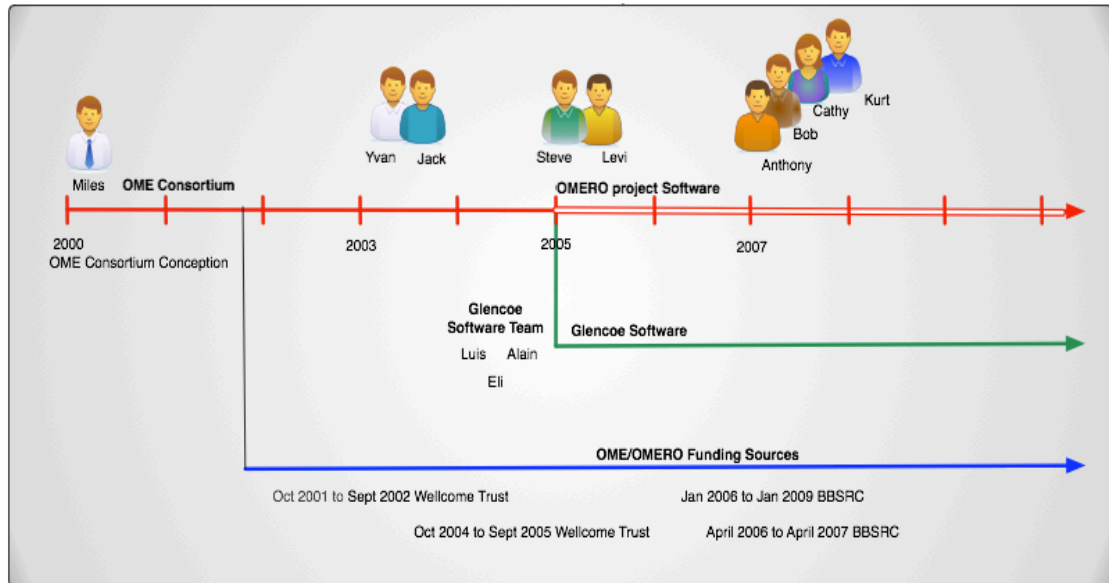 Kurt
Cathy
Bob
Anthony
Yvan
Jack
Steve
Levi
Miles
OME Consortium
OMERO project Software
2000
2003
2005
2007
OME Consortium Conception
Glencoe
Software Team
Luis
Alain
Eli
Glencoe Software
OME/OMERO Funding Sources
Oct 2001 to Sept 2002 Wellcome Trust
Jan 2006 to Jan 2009 BBSRC
Oct 2004 to Sept 2005 Wellcome Trust
April 2006 to April 2007 BBSRC